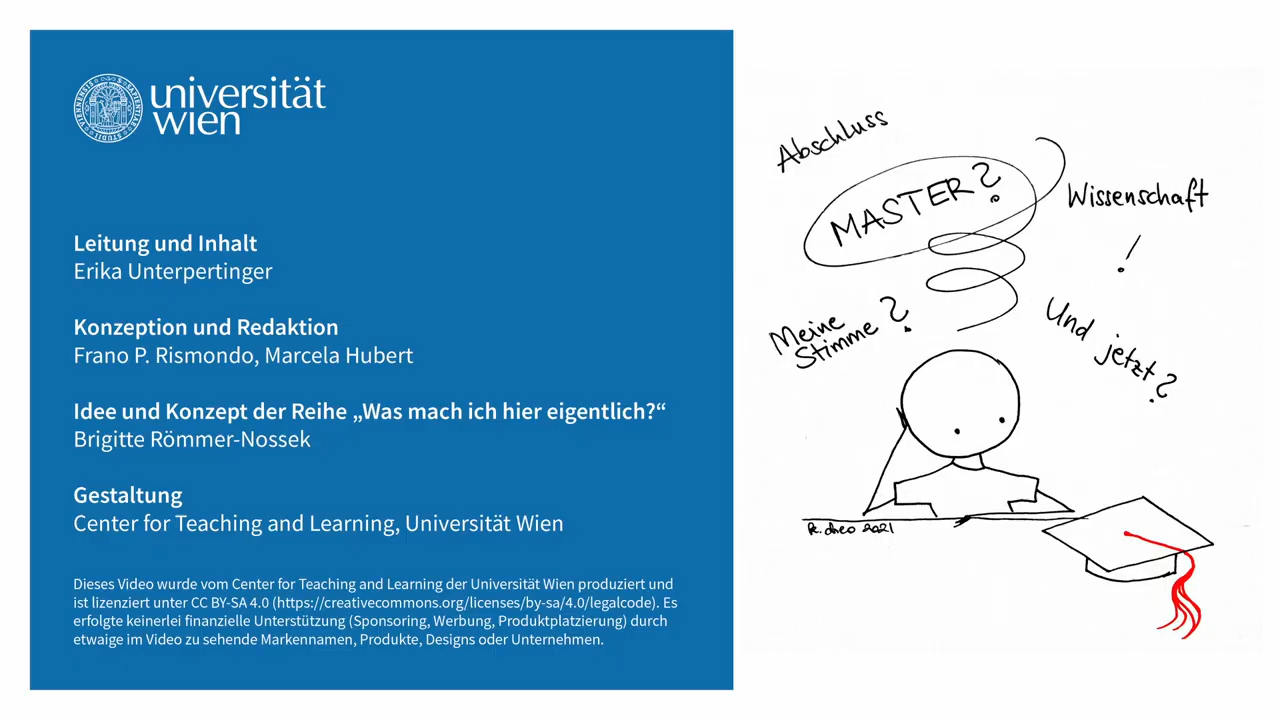 universität
wien
Leitung und Inhalt
Erika Unterpertinger
Konzeption und Redaktion
Frano P. Rismondo, Marcela Hubert
Idee und Konzept der Reihe „Was mach ich hier eigentlich?“
Brigitte Römmer-Nossek
Gestaltung
Center for Teaching and Learning, Universität Wien
Dieses Video wurde vom Center for Teaching and Learning der Universität Wien produziert und
ist lizenziert unter CC BY-SA 4.0 (https://creativecommons.org/licenses/by-sa/4.0/legalcode). Es
erfolgte keinerlei finanzielle Unterstützung (Sponsoring, Werbung, Produktplatzierung) durch
etwaige im Video zu sehende Markennamen, Produkte, Designs oder Unternehmen.
Abschluss
MASTER?
Wissenschaft
!
Meine
Stimme?
Und jetzt?
2021